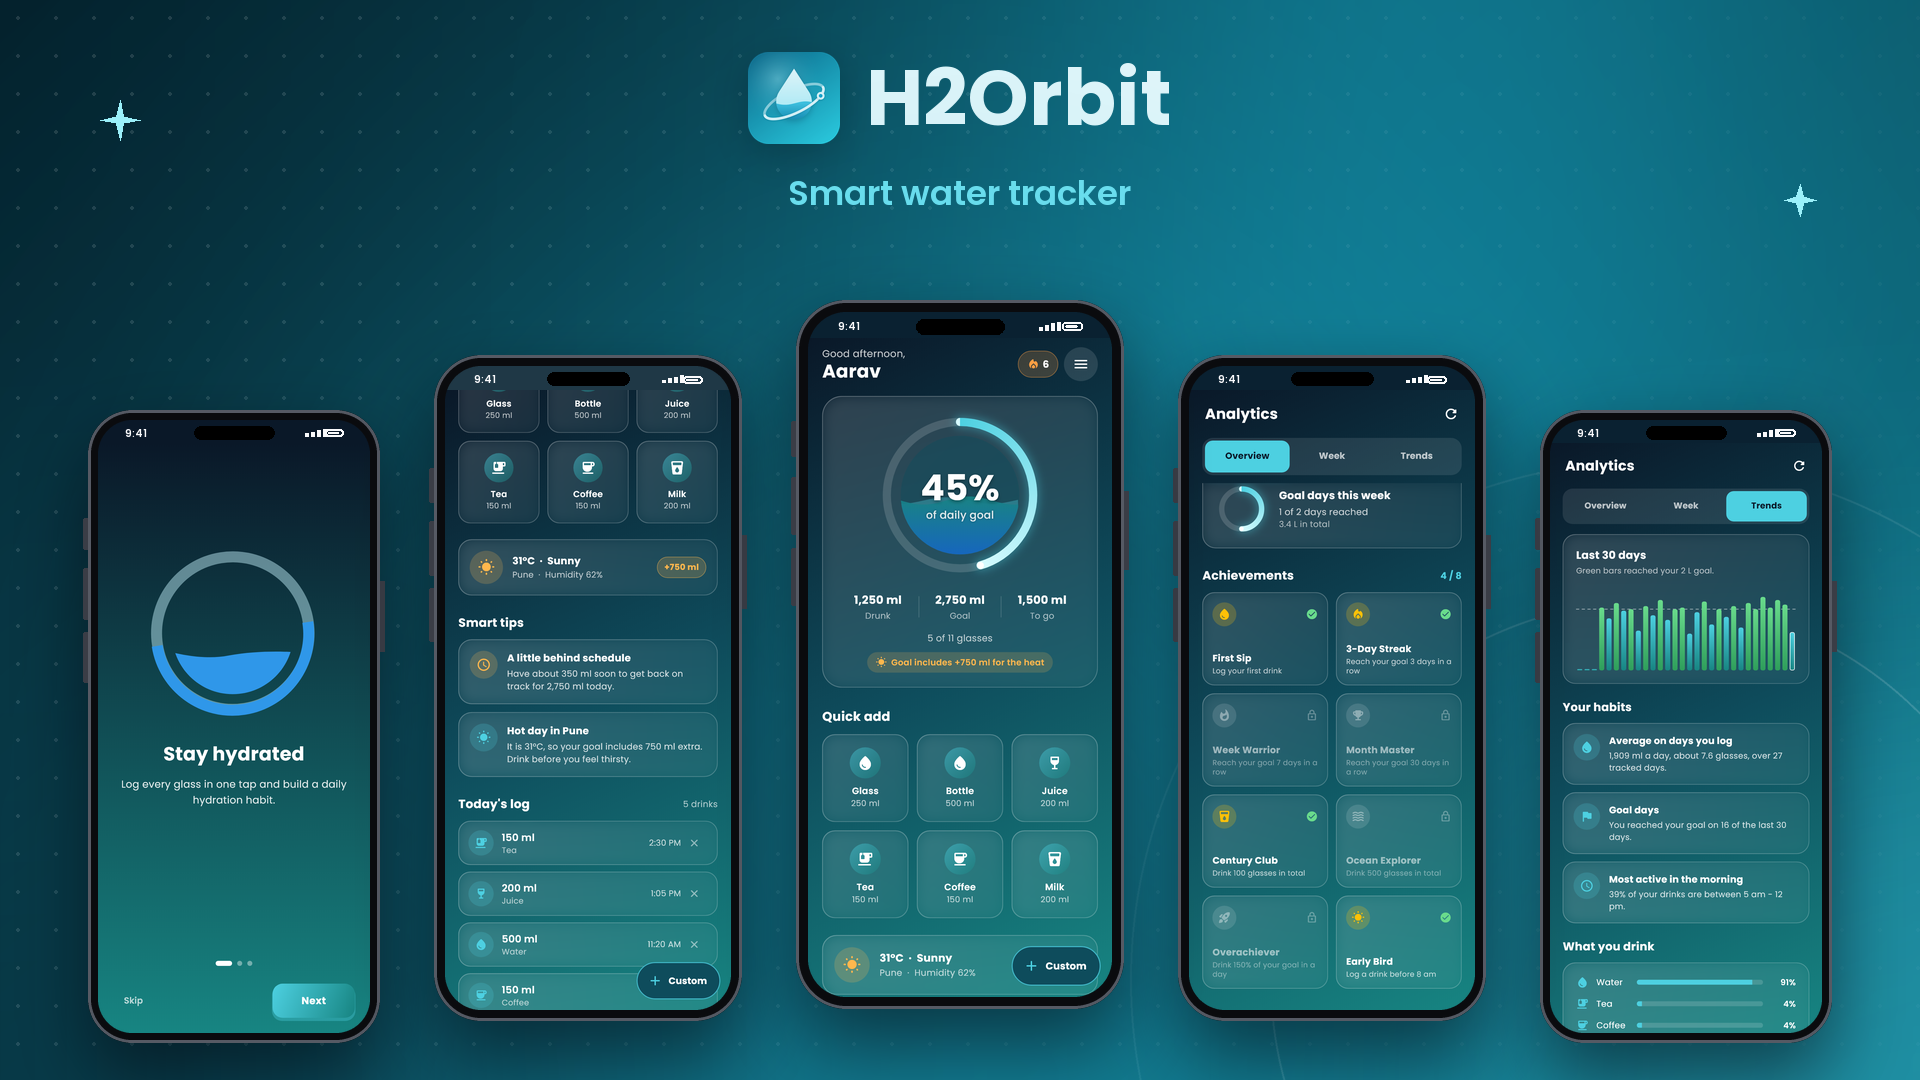 H2Orbit
Smart water tracker
9:41
Stay hydrated
Log every glass in one tap and build a daily
hydration habit.
Skip
Next
9:41
Glass
250 ml
Bottle
500 ml
Juice
200 ml
Tea
150 ml
Coffee
150 ml
Milk
200 ml
31°C · Sunny
Pune · Humidity 62%
+750 ml
Smart tips
A little behind schedule
Have about 350 ml soon to get back on
track for 2,750 ml today.
Hot day in Pune
It is 31°C, so your goal includes 750 ml extra.
Drink before you feel thirsty.
Today's log
5 drinks
150 ml
Tea
2:30 PM
200 ml
Juice
1:05 PM
500 ml
Water
11:20 AM
150 ml
Coffee
Custom
9:41
Good afternoon,
Aarav
6
45%
of daily goal
1,250 ml
Drunk
2,750 ml
Goal
1,500 ml
To go
5 of 11 glasses
Goal includes +750 ml for the heat
Quick add
Glass
250 ml
Bottle
500 ml
Juice
200 ml
Tea
150 ml
Coffee
150 ml
Milk
200 ml
31°C · Sunny
Pune · Humidity 62%
Custom
9:41
Analytics
Overview
Week
Trends
Goal days this week
1 of 2 days reached
3.4 L in total
Achievements
4 / 8
First Sip
Log your first drink
3-Day Streak
Reach your goal 3 days in a
row
Week Warrior
Reach your goal 7 days in a
row
Month Master
Reach your goal 30 days in
a row
Century Club
Drink 100 glasses in total
Ocean Explorer
Drink 500 glasses in total
Overachiever
Drink 150% of your goal in a
day
Early Bird
Log a drink before 8 am
9:41
Analytics
Overview
Week
Trends
Last 30 days
Green bars reached your 2 L goal.
Your habits
Average on days you log
1,909 ml a day, about 7.6 glasses, over 27
tracked days.
Goal days
You reached your goal on 16 of the last 30
days.
Most active in the morning
39% of your drinks are between 5 am - 12
pm.
What you drink
Water
91%
Tea
4%
Coffee
4%